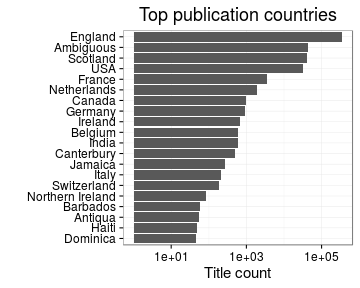 Top publication countries
England
Ambiguous
Scotland
USA
France
Netherlands
Canada
Germany
Ireland
Belgium
India
Canterbury
Jamaica
Italy
Switzerland
Northern Ireland
Barbados
Antigua
Haiti
Dominica
1e+01 1e+03 1e+05
Title count